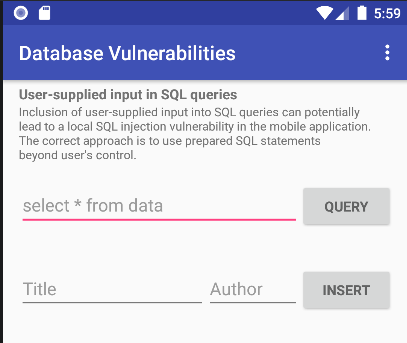 5:59
Database Vulnerabilities
User-supplied input in SQL queries
Inclusion of user-supplied input into SQL queries can potentially
lead to a local SQL injection vulnerability in the mobile application.
The correct approach is to use prepared SQL statements
beyond user's control.
select * from data QUERY
Title Author INSERT